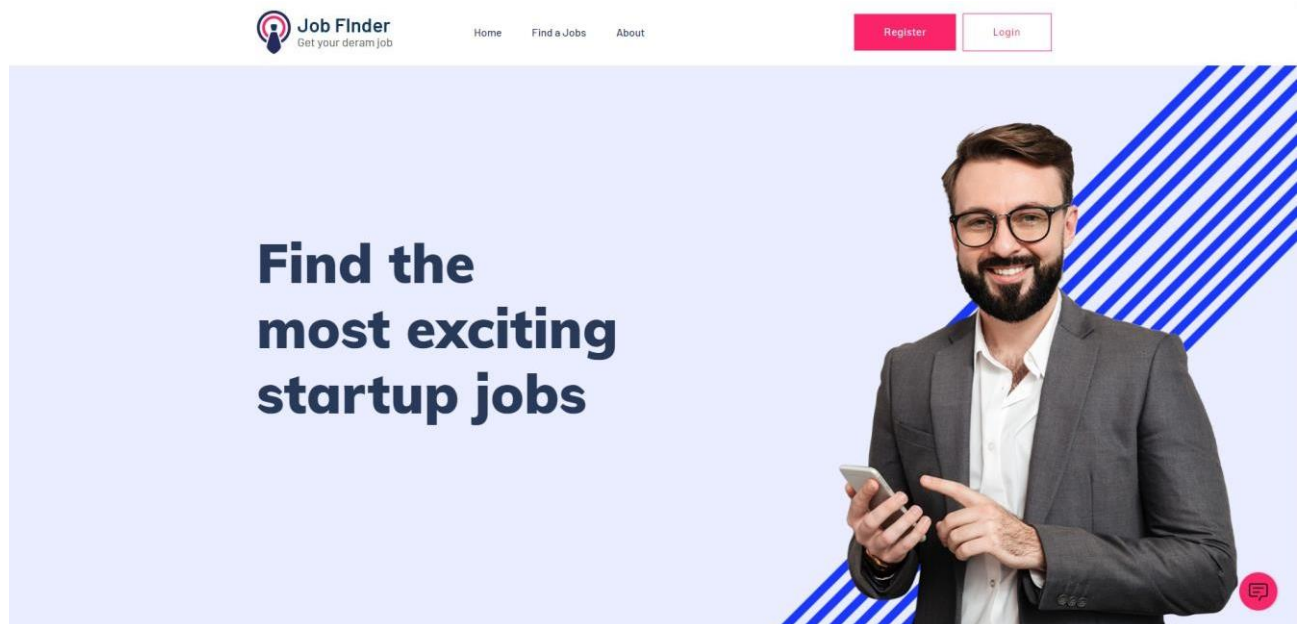 Job FInder
Get your deram job
Home
Find a Jobs
About
Register
Login
Find the
most exciting
startup jobs